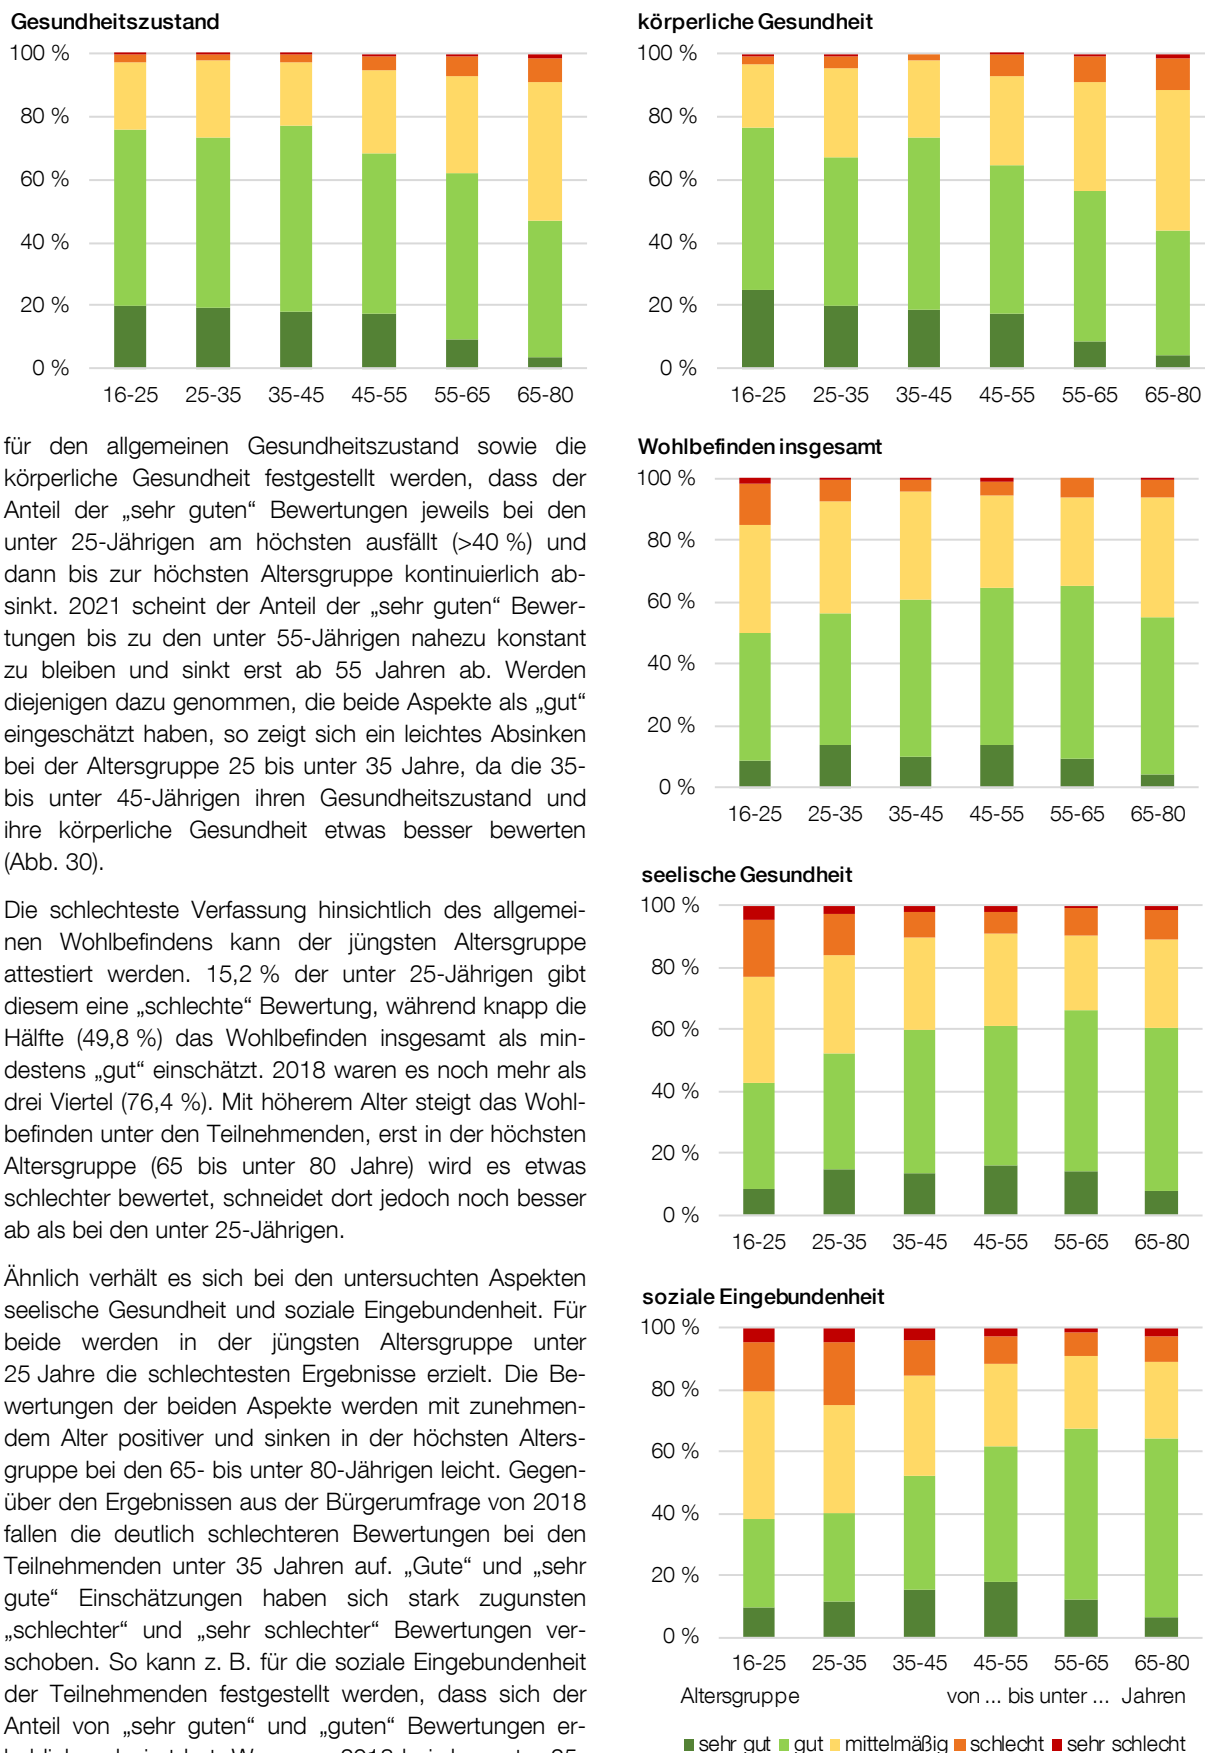 Gesundheitszustand
100 %
80 %
60 %
40 %
20 %
0 %
16-25 25-35 35-45 45-55 55-65 65-80
körperliche Gesundheit
100 %
80 %
60 %
40 %
20 %
0 %
16-25 25-35 35-45 45-55 55-65 65-80
für den allgemeinen Gesundheitszustand sowie die
körperliche Gesundheit festgestellt werden, dass der
Anteil der „sehr guten“ Bewertungen jeweils bei den
unter 25-Jährigen am höchsten ausfällt (>40 %) und
dann bis zur höchsten Altersgruppe kontinuierlich ab-
sinkt. 2021 scheint der Anteil der „sehr guten“ Bewer-
tungen bis zu den unter 55-Jährigen nahezu konstant
zu bleiben und sinkt erst ab 55 Jahren ab. Werden
diejenigen dazu genommen, die beide Aspekte als „gut“
eingeschätzt haben, so zeigt sich ein leichtes Absinken
bei der Altersgruppe 25 bis unter 35 Jahre, da die 35-
bis unter 45-Jährigen ihren Gesundheitszustand und
ihre körperliche Gesundheit etwas besser bewerten
(Abb. 30).
Die schlechteste Verfassung hinsichtlich des allgemei-
nen Wohlbefindens kann der jüngsten Altersgruppe
attestiert werden. 15,2 % der unter 25-Jährigen gibt
diesem eine „schlechte“ Bewertung, während knapp die
Hälfte (49,8 %) das Wohlbefinden insgesamt als min-
destens „gut“ einschätzt. 2018 waren es noch mehr als
drei Viertel (76,4 %). Mit höherem Alter steigt das Wohl-
befinden unter den Teilnehmenden, erst in der höchsten
Altersgruppe (65 bis unter 80 Jahre) wird es etwas
schlechter bewertet, schneidet dort jedoch noch besser
ab als bei den unter 25-Jährigen.
Ähnlich verhält es sich bei den untersuchten Aspekten
seelische Gesundheit und soziale Eingebundenheit. Für
beide werden in der jüngsten Altersgruppe unter
25 Jahre die schlechtesten Ergebnisse erzielt. Die Be-
wertungen der beiden Aspekte werden mit zunehmen-
dem Alter positiver und sinken in der höchsten Alters-
gruppe bei den 65- bis unter 80-Jährigen leicht. Gegen-
über den Ergebnissen aus der Bürgerumfrage von 2018
fallen die deutlich schlechteren Bewertungen bei den
Teilnehmenden unter 35 Jahren auf. „Gute“ und „sehr
gute“ Einschätzungen haben sich stark zugunsten
„schlechter“ und „sehr schlechter“ Bewertungen ver-
schoben. So kann z. B. für die soziale Eingebundenheit
der Teilnehmenden festgestellt werden, dass sich der
Anteil von „sehr guten“ und „guten“ Bewertungen er-
Wohlbefinden insgesamt
100 %
80 %
60 %
40 %
20 %
0 %
16-25 25-35 35-45 45-55 55-65 65-80
seelische Gesundheit
100 %
80 %
60 %
40 %
20 %
0 %
16-25 25-35 35-45 45-55 55-65 65-80
soziale Eingebundenheit
100 %
80 %
60 %
40 %
20 %
0 %
16-25 25-35 35-45 45-55 55-65 65-80
Altersgruppe von ... bis unter ... Jahren
sehr gut gut mittelmäßig schlecht sehr schlecht